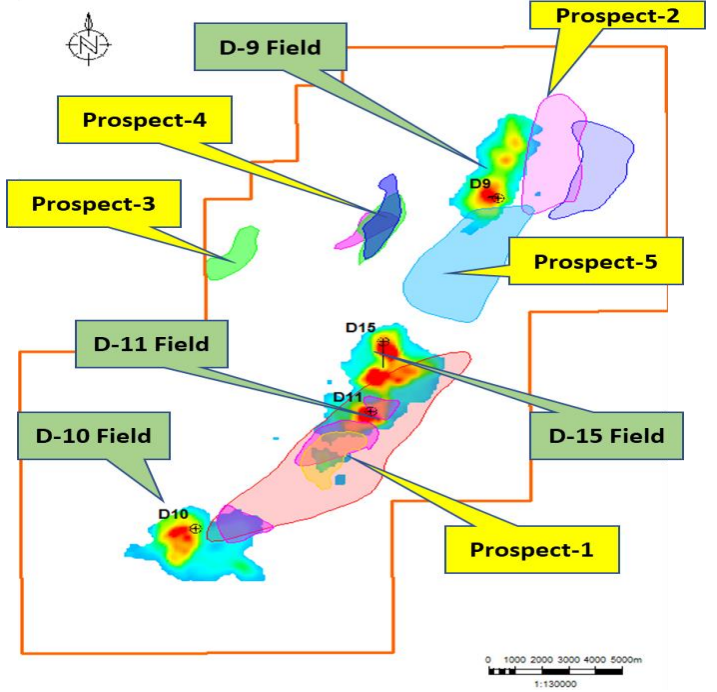 N
Prospect-2
D-9 Field
Prospect-4
D9
Prospect-3
Prospect-5
D15
D-11 Field
D11
D-10 Field
D-15 Field
D10
Prospect-1
0 1000 2000 3000 4000 5000m
1:130000